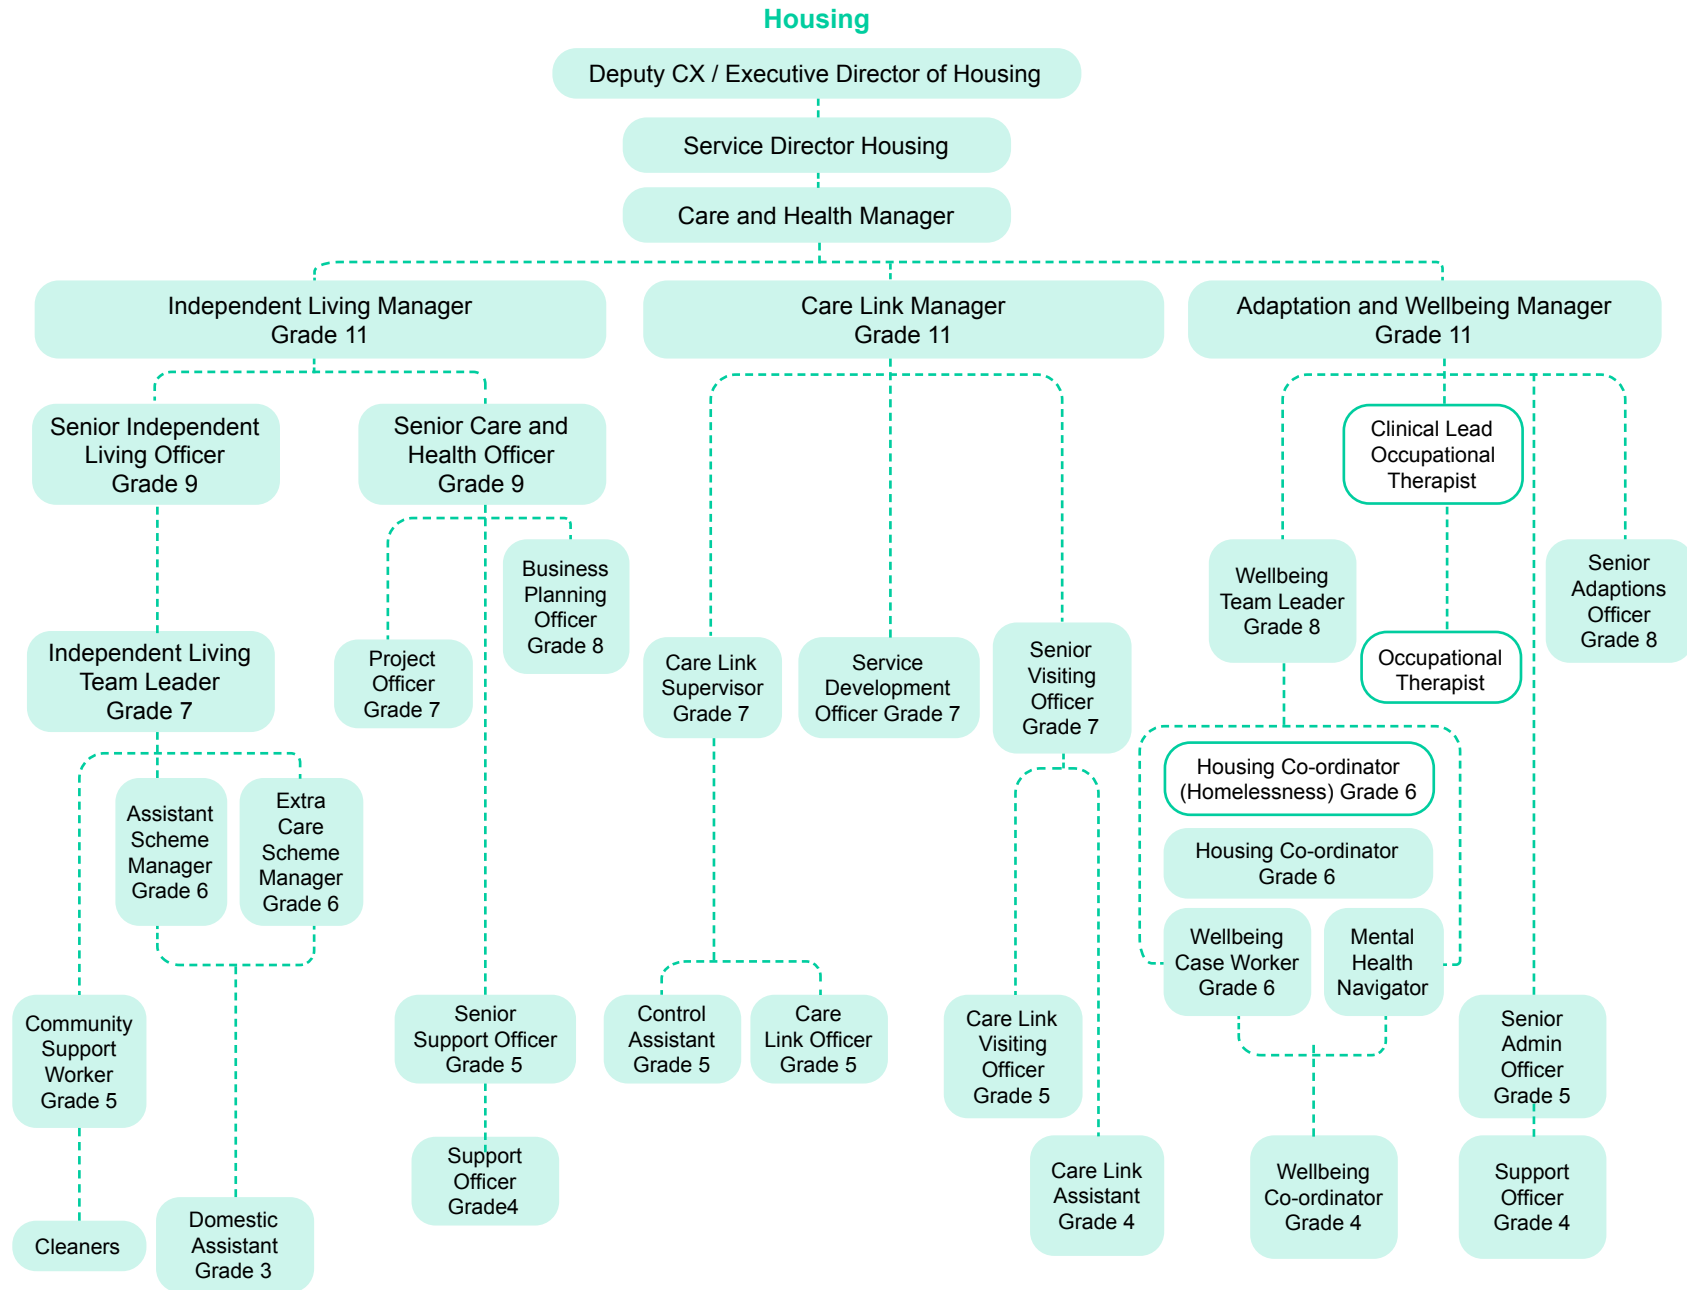 Housing
Deputy CX / Executive Director of Housing
Service Director Housing
Care and Health Manager
Independent Living Manager
Grade 11
Care Link Manager
Grade 11
Adaptation and Wellbeing Manager
Grade 11
Senior Independent
Living Officer
Grade 9
Senior Care and
Health Officer
Grade 9
Clinical Lead
Occupational
Therapist
Business
Planning
Officer
Grade 8
Wellbeing
Team Leader
Grade 8
Senior
Adaptions
Officer
Grade 8
Independent Living
Team Leader
Grade 7
Project
Officer
Grade 7
Care Link
Supervisor
Grade 7
Service
Development
Officer Grade 7
Senior
Visiting
Officer
Grade 7
Occupational
Therapist
Housing Co-ordinator
(Homelessness) Grade 6
Assistant
Scheme
Manager
Grade 6
Extra
Care
Scheme
Manager
Grade 6
Housing Co-ordinator
Grade 6
Wellbeing
Case Worker
Grade 6
Mental
Health
Navigator
Community
Support
Worker
Grade 5
Senior
Support Officer
Grade 5
Control
Assistant
Grade 5
Care
Link Officer
Grade 5
Care Link
Visiting
Officer
Grade 5
Senior
Admin
Officer
Grade 5
Support
Officer
Grade4
Care Link
Assistant
Grade 4
Wellbeing
Co-ordinator
Grade 4
Support
Officer
Grade 4
Cleaners
Domestic
Assistant
Grade 3